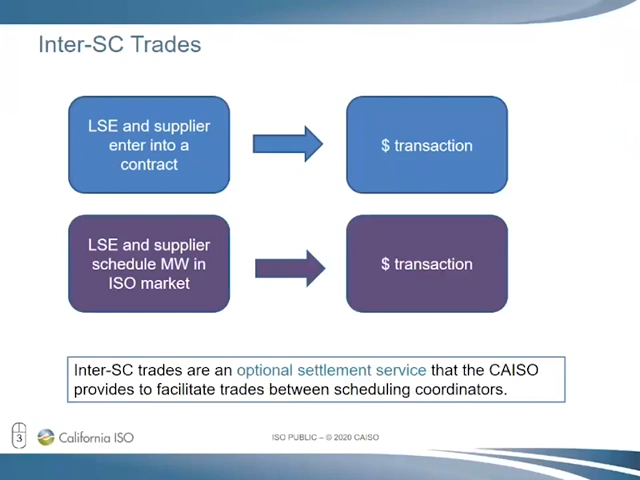 Inter-SC Trades
LSE and supplier
enter into a
contract
$ transaction
LSE and supplier
schedule MW in
ISO market
$ transaction
Inter-SC trades are an optional settlement service that the CAISO
provides to facilitate trades between scheduling coordinators.
3
California ISO
ISO PUBLIC – © 2020 CAISO